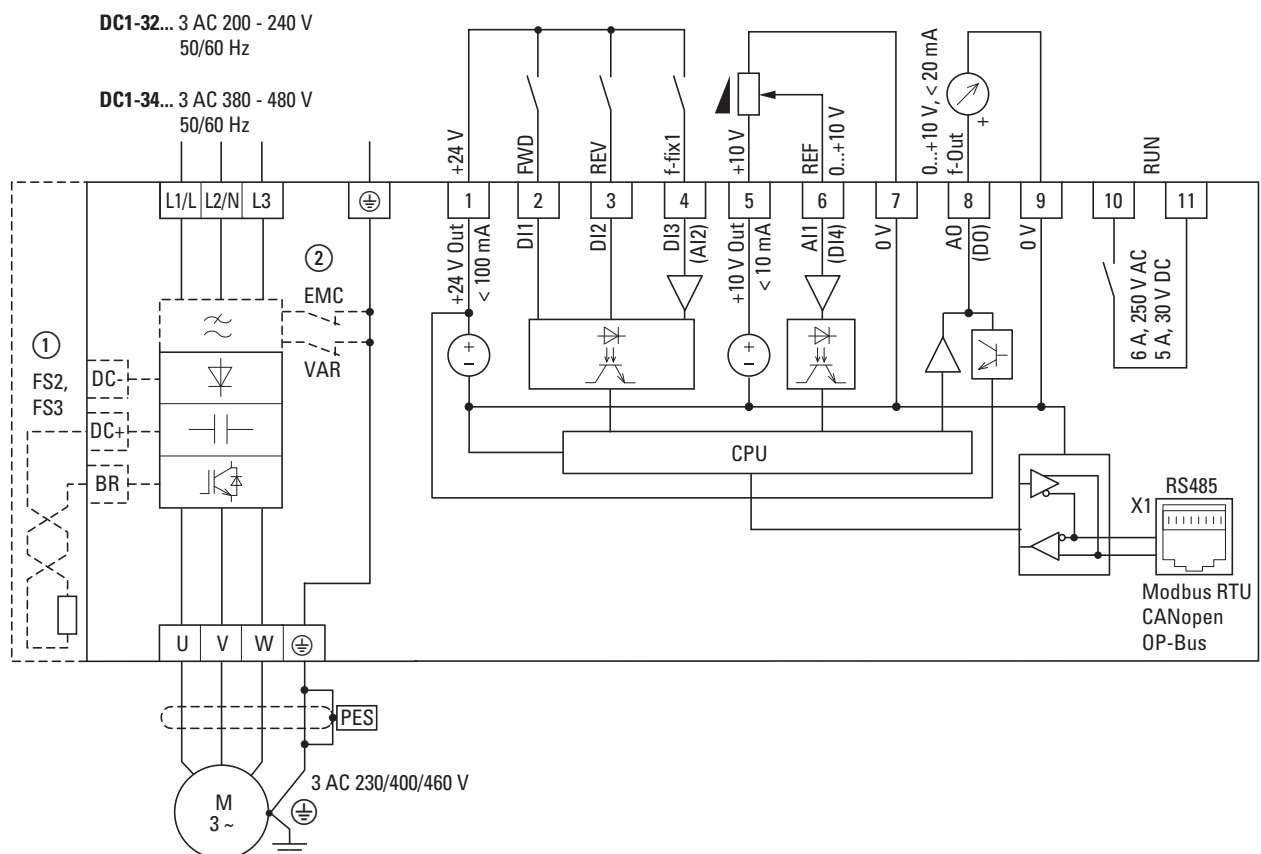 DC1-32... 3 AC 200 - 240 V
50/60 Hz
DC1-34... 3 AC 380 - 480 V
50/60 Hz
+24 V
FWD
REV
f-fix1
+10 V
REF
0...+10 V
0...+10 V, < 20 mA
f-Out
+
RUN
L1/L L2/N L3
1 2 3 4 5 6 7 8 9 10 11
+24 V Out
< 100 mA
DI1
DI2
DI3
(AI2)
+10 V Out
< 10 mA
AI1
(DI4)
0 V
AO
(DO)
0 V
6 A, 250 V AC
5 A, 30 V DC
2
EMC
VAR
1
FS2,
FS3
DC-
DC+
BR
+
-
+
-
CPU
X1
RS485
Modbus RTU
CANopen
OP-Bus
U V W
PES
3 AC 230/400/460 V
M
3 ~